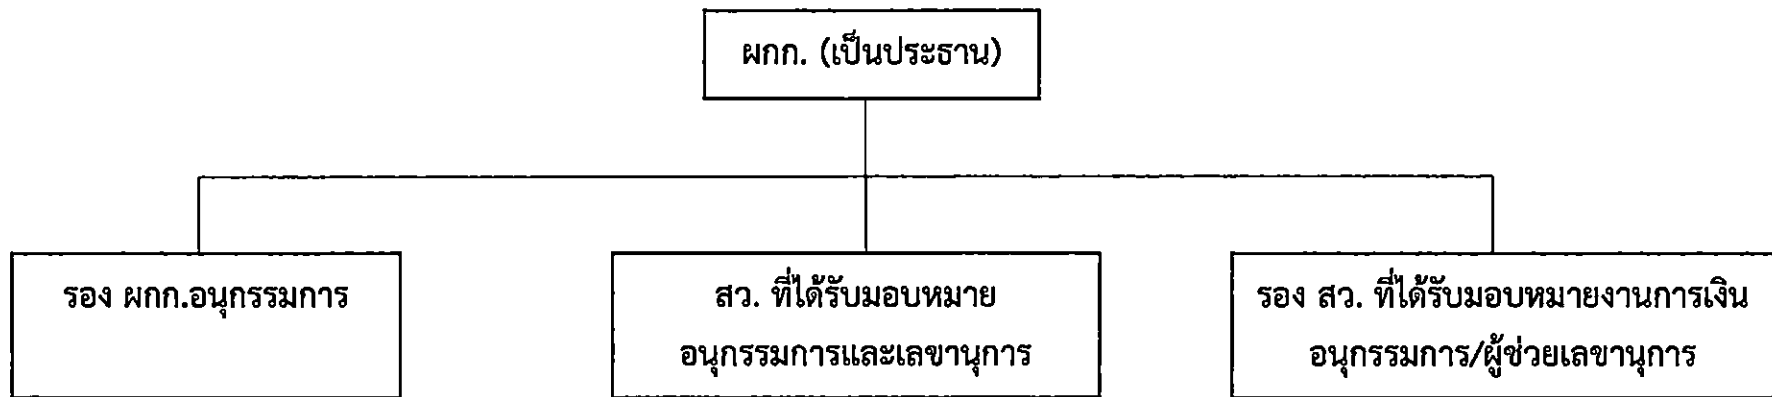 ผกก. (เป็นประธาน)
รอง ผกก.อนุกรรมการ
สว. ที่ได้รับมอบหมาย
อนุกรรมการและเลขานุการ
รอง สว. ที่ได้รับมอบหมายงานการเงิน
อนุกรรมการ/ผู้ช่วยเลขานุการ